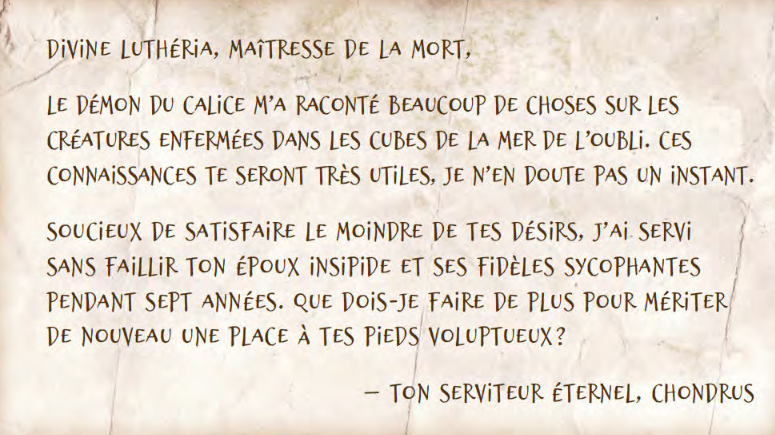 DIVINE LUTHÉRIA, MAÎTRESSE DE LA MORT,
LE DÉMON DU CALICE M'A RACONTÉ BEAUCOUP DE CHOSES SUR LES
CRÉATURES ENFERMÉES DANS LES CUBES DE LA MER DE L'OUBLI. CES
CONNAISSANCES TE SERONT TRÈS UTILES, JE N'EN DOUTE PAS UN INSTANT.
SOUCIEUX DE SATISFAIRE LE MOINDRE DE TES DÉSIRS, J'AI SERVI
SANS FAILLIR TON ÉPOUX INSIPIDE ET SES FIDÈLES SYCOPHANTES
PENDANT SEPT ANNÉES. QUE DOIS-JE FAIRE DE PLUS POUR MÉRITER
DE NOUVEAU UNE PLACE À TES PIEDS VOLUPTUEUX ?
— TON SERVITEUR ÉTERNEL, CHONDRUS